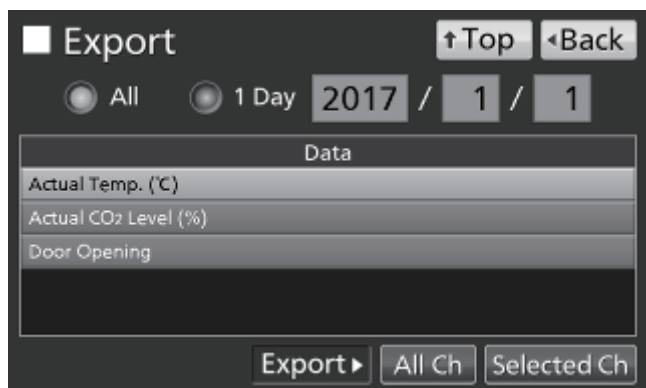 Export ↑Top ◂Back
All 1 Day 2017 / 1 / 1
Data
Actual Temp. (℃)
Actual CO₂ Level (%)
Door Opening
Export▸ All Ch Selected Ch